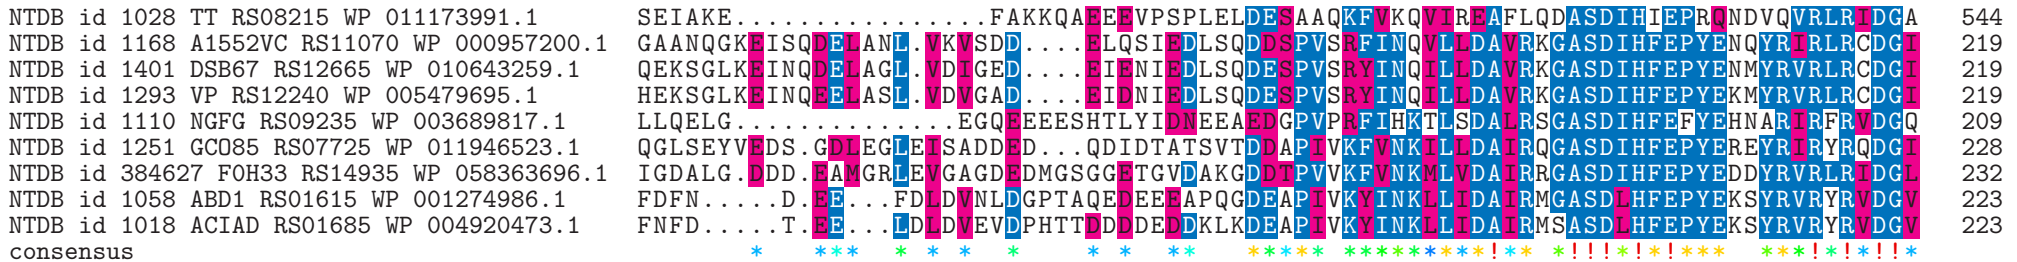 NTDB id 1028 TT RS08215 WP 011173991.1 SEIAKE................FAKKQAEEEVPSPLELDESAAQKFVKQVIREAFLQDASDIHIEPRQNDVQVRLRIDGA 544
NTDB id 1168 A1552VC RS11070 WP 000957200.1 GAANQGKEISQDELANL.VKVSDD....ELQSIEDLSQDDSPVSRFINQVLLDAVRKGASDIHFEPYENQYRIRLRCDGI 219
NTDB id 1401 DSB67 RS12665 WP 010643259.1 QEKSGLKEINQDELAGL.VDIGED....EIENIEDLSQDESPVSRYINQILLDAVRKGASDIHFEPYENMYRVRLRCDGI 219
NTDB id 1293 VP RS12240 WP 005479695.1 HEKSGLKEINQEELASL.VDVGAD....EIDNIEDLSQDESPVSRYINQILLDAVRKGASDIHFEPYEKMYRVRLRCDGI 219
NTDB id 1110 NGFG RS09235 WP 003689817.1 LLQELG..............EGQEEEESHTLYIDNEEAEDGPVPRFIHKTLSDALRSGASDIHFEFYEHNARIRFRVDGQ 209
NTDB id 1251 GCO85 RS07725 WP 011946523.1 QGLSEYVEDS.GDLEGLEISADDED...QDIDTATSVTDDAPIVKFVNKILLDAIRQGASDIHFEPYEREYRIRYRQDGI 228
NTDB id 384627 FOH33 RS14935 WP 058363696.1 IGDALG.DDD.EAMGRLEVGAGDEDMGSGGETGVDAKGDDTPVVKFVNKMLVDAIRRGASDIHFEPYEDDYRVRLRIDGL 232
NTDB id 1058 ABD1 RS01615 WP 001274986.1 FDFN.....D.EE...FDLDVNLDGPTAQEDEEEAPQGDEAPIVKYINKLLIDAIRMGASDLHFEPYEKSYRVRYRVDGV 223
NTDB id 1018 ACIAD RS01685 WP 004920473.1 FNFD.....T.EE...LDLDVEVDPHTTDDDDEDDKLKDEAPIVKYINKLLIDAIRMSASDLHFEPYEKSYRVRYRVDGV 223
consensus * *** * * * * * * ** ***** *********!** *!!!*!*!*** ***!*!*!!*